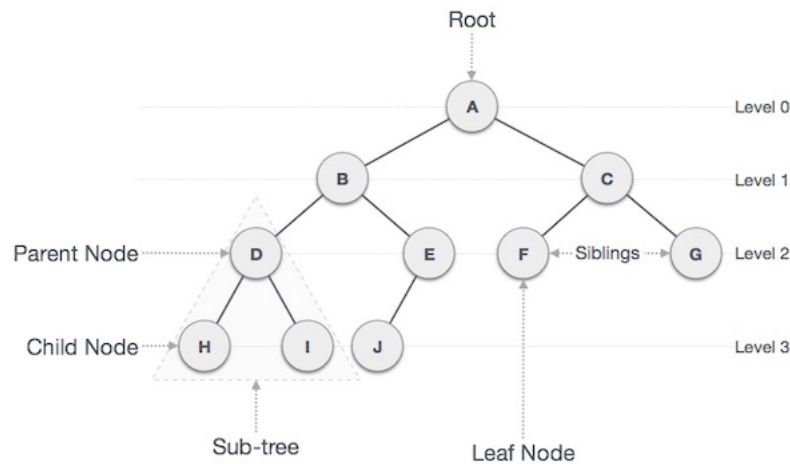 Root
A
Level 0
B
C
Level 1
Parent Node
D
E
F
Siblings
G
Level 2
Child Node
H
I
J
Level 3
Sub-tree
Leaf Node